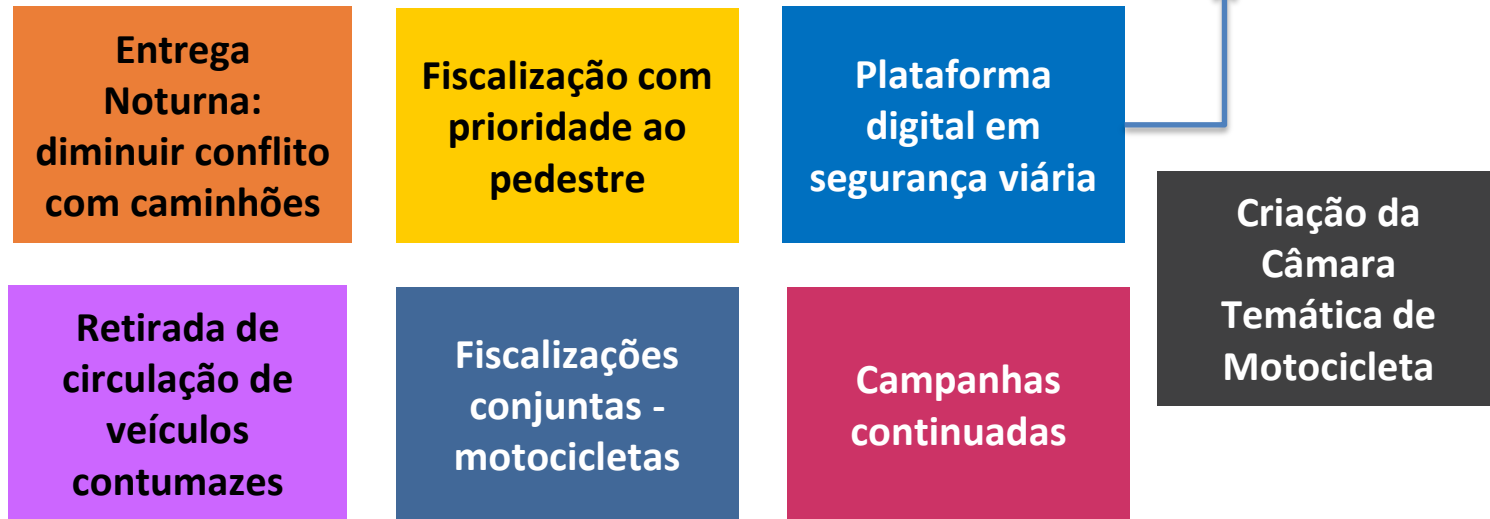 Entrega
Noturna:
diminuir conflito
com caminhões
Fiscalização com
prioridade ao
pedestre
Plataforma
digital em
segurança viária
Criação da
Câmara
Temática de
Motocicleta
Retirada de
circulação de
veículos
contumazes
Fiscalizações
conjuntas -
motocicletas
Campanhas
continuadas